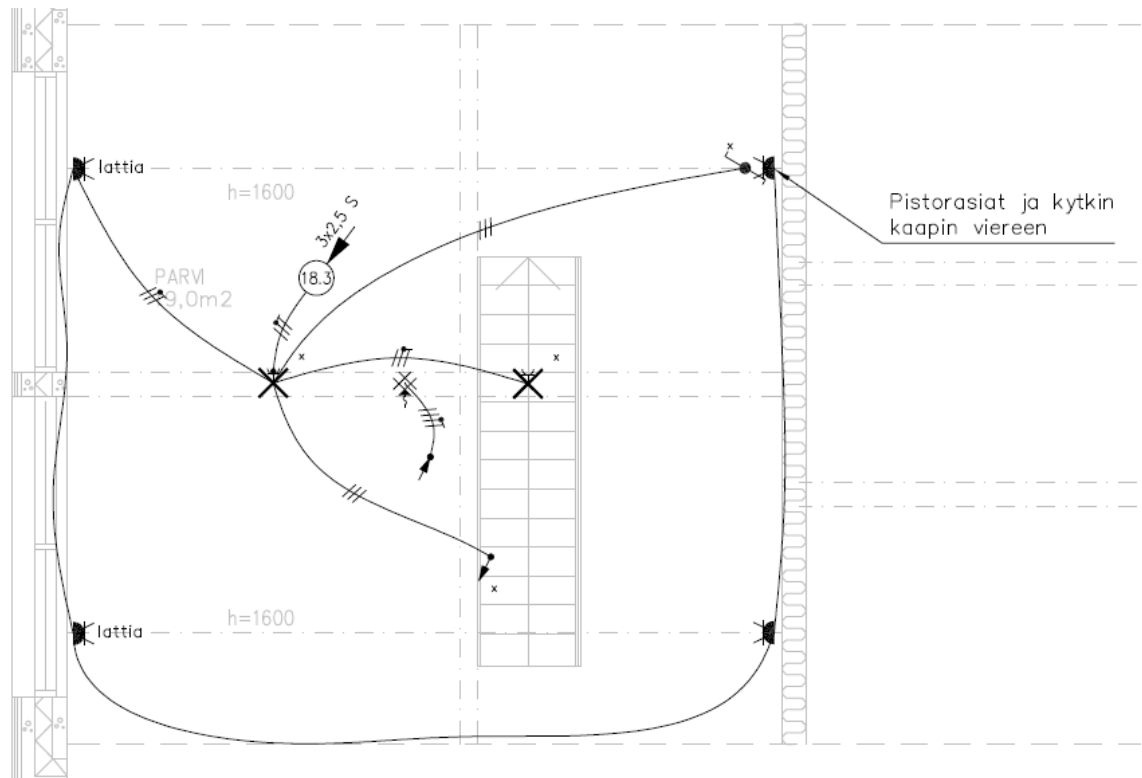 x
lattia
h=1600
Pistorasiat ja kytkin
kaapin viereen
3x2,5 S
18.3
PARVI
9,0m2
x
x
x
h=1600
lattia